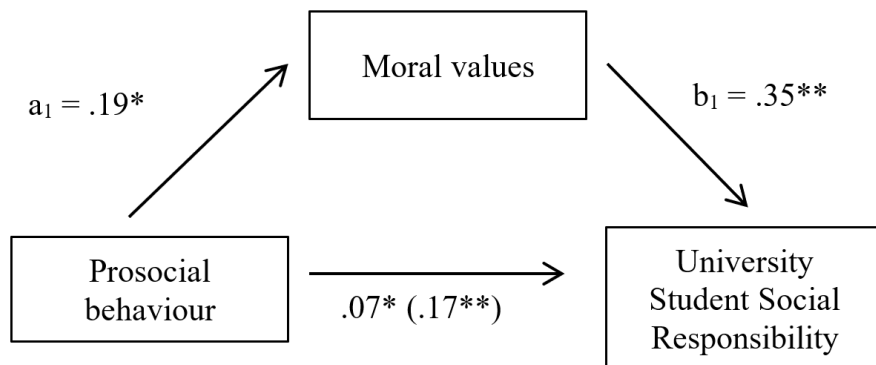 Moral values
a₁ = .19*
b₁ = .35**
Prosocial
behaviour
.07* (.17**)
University
Student Social
Responsibility